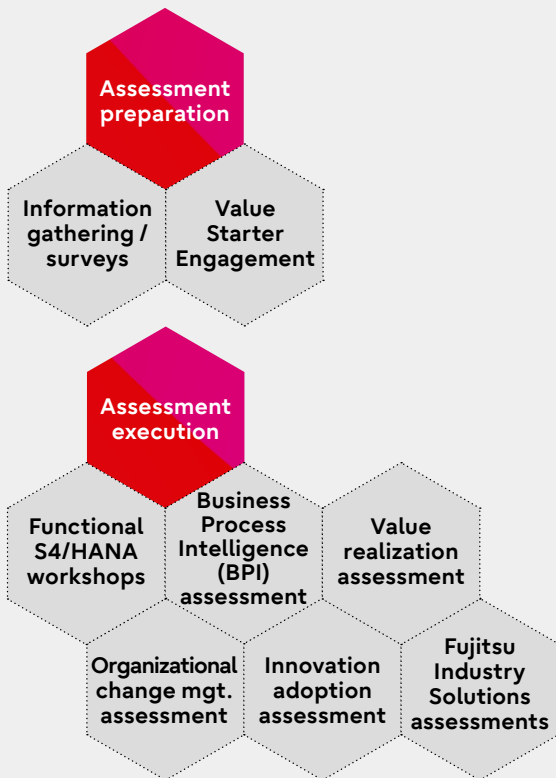 Assessment
preparation
Information
gathering /
surveys
Value
Starter
Engagement
Assessment
execution
Functional
S4/HANA
workshops
Business
Process
Intelligence
(BPI)
assessment
Value
realization
assessment
Organizational
change mgt.
assessment
Innovation
adoption
assessment
Fujitsu
Industry
Solutions
assessments